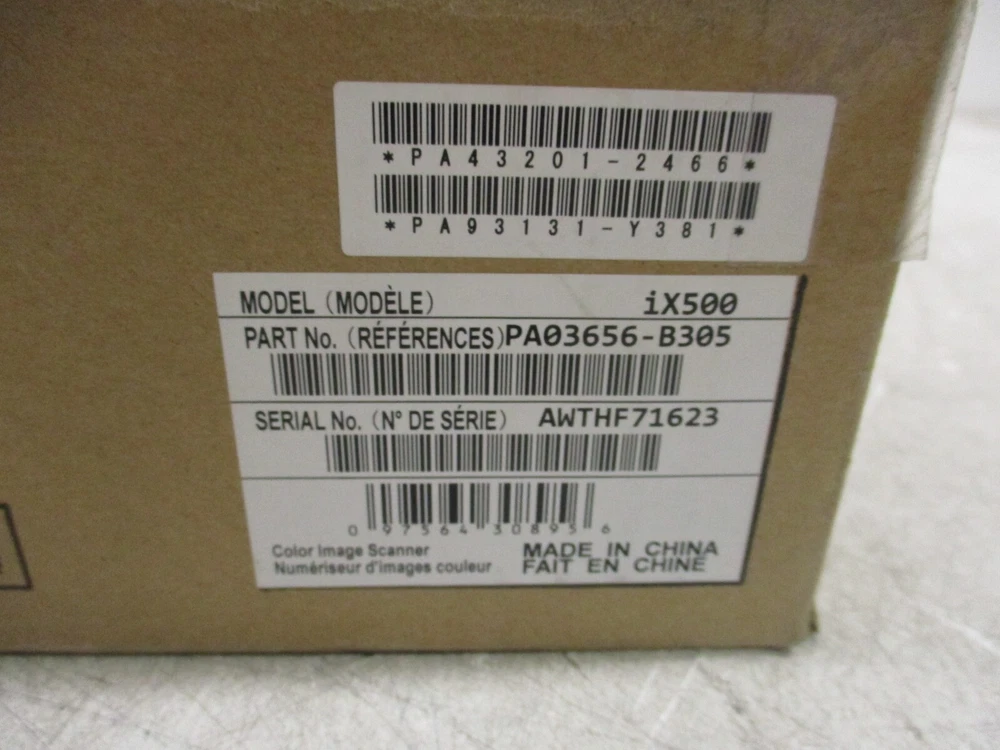 *PA43201-2466*
*PA93131-Y381*
MODEL (MODÈLE) iX500
PART No. (RÉFÉRENCES) PA03656-B305
SERIAL No. (N° DE SÉRIE) AWTHF71623
0 97564 30895 6
Color Image Scanner MADE IN CHINA
Numériseur d'images couleur FAIT EN CHINE